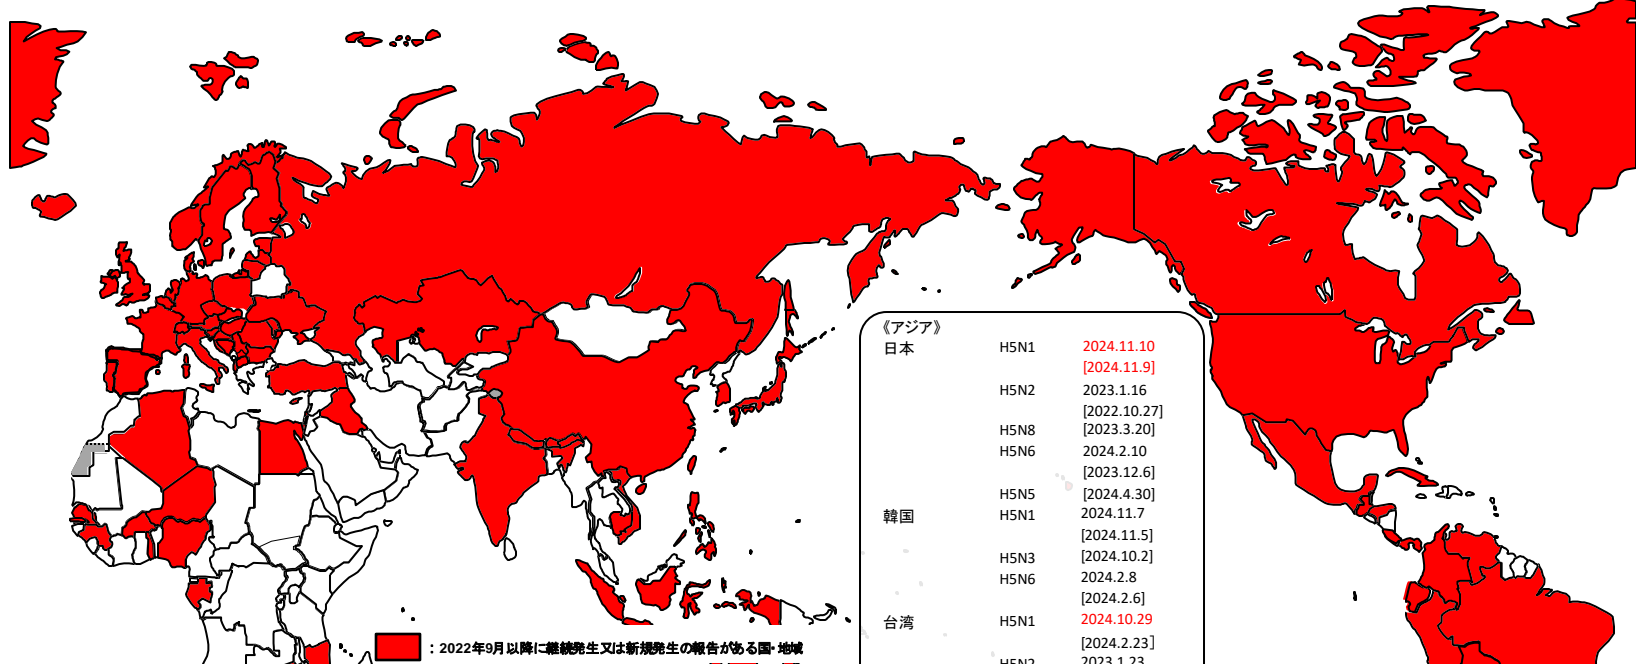 《アジア》
日本 H5N1 2024.11.10
[2024.11.9]
H5N2 2023.1.16
[2022.10.27]
H5N8 [2023.3.20]
H5N6 2024.2.10
[2023.12.6]
H5N5 [2024.4.30]
韓国 H5N1 2024.11.7
[2024.11.5]
H5N3 [2024.10.2]
H5N6 2024.2.8
[2024.2.6]
台湾 H5N1 2024.10.29
[2024.2.23]
H5N2 2023.1.23
：2022年9月以降に継続発生又は新規発生の報告がある国・地域